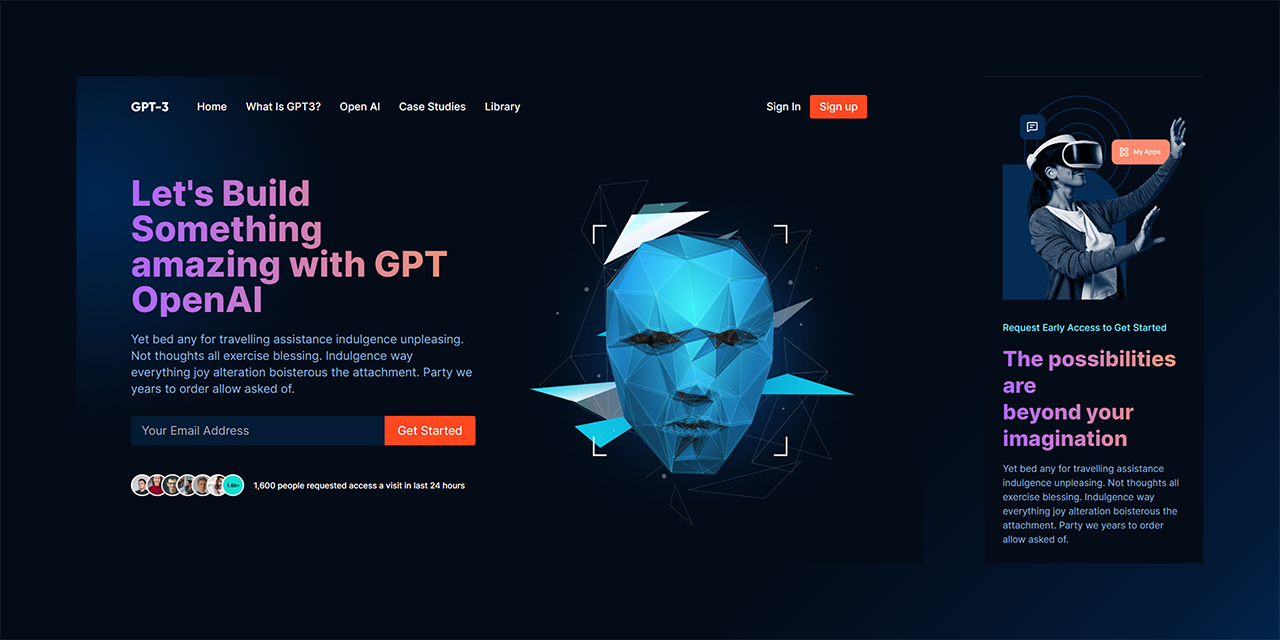 GPT-3 Home What Is GPT3? Open AI Case Studies Library Sign In Sign up
Let's Build
Something
amazing with GPT
OpenAI
Yet bed any for travelling assistance indulgence unpleasing.
Not thoughts all exercise blessing. Indulgence way
everything joy alteration boisterous the attachment. Party we
years to order allow asked of.
Your Email Address Get Started
1.6k+ 1,600 people requested access a visit in last 24 hours
My Apps
Request Early Access to Get Started
The possibilities
are
beyond your
imagination
Yet bed any for travelling assistance
indulgence unpleasing. Not thoughts all
exercise blessing. Indulgence way
everything joy alteration boisterous the
attachment. Party we years to order
allow asked of.